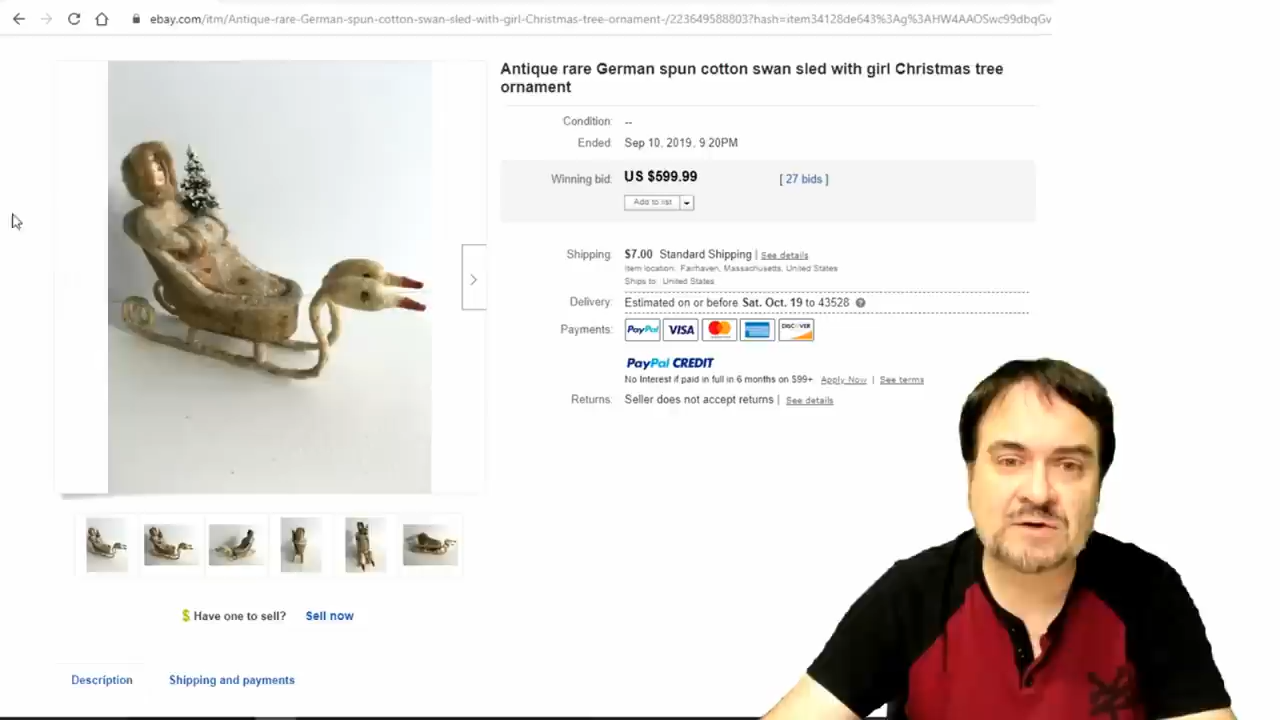 ebay.com/itm/Antique-rare-German-spun-cotton-swan-sled-with-girl-Christmas-tree-ornament-/223649588803?hash=item34128de643%3Ag%3AHW4AAOSwc99dbqGv
Antique rare German spun cotton swan sled with girl Christmas tree
ornament
Condition: --
Ended: Sep 10, 2019, 9:20PM
Winning bid: US $599.99 [ 27 bids ]
Add to list
Shipping: $7.00 Standard Shipping | See details
Item location: Fairhaven, Massachusetts, United States
Ships to: United States
Delivery: Estimated on or before Sat. Oct. 19 to 43528
Payments: PayPal VISA MasterCard DISCOVER
PayPal CREDIT
No Interest if paid in full in 6 months on $99+ Apply Now | See terms
Returns: Seller does not accept returns | See details
$ Have one to sell? Sell now
Description Shipping and payments